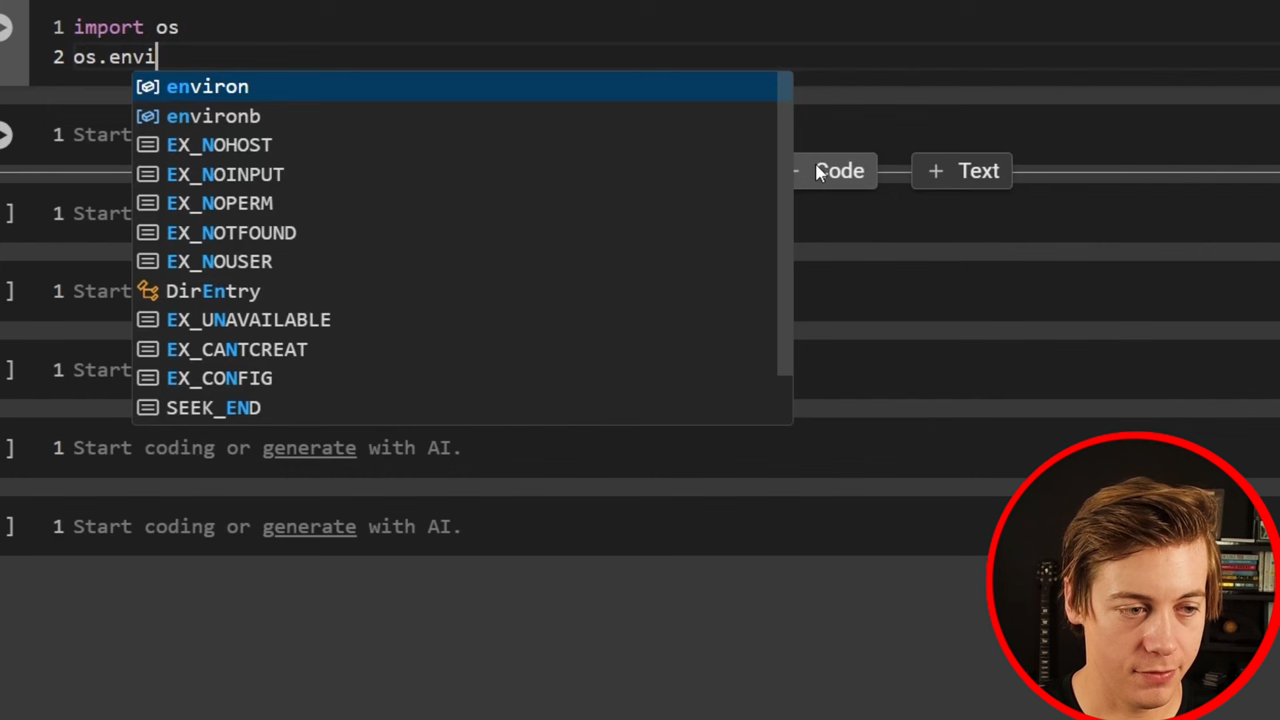 1 import os
2 os.envi
environ
environb
1 Start
EX_NOHOST
Code
+ Text
EX_NOINPUT
EX_NOPERM
] 1 Start
EX_NOTFOUND
EX_NOUSER
] 1 Start
DirEntry
EX_UNAVAILABLE
EX_CANTCREAT
] 1 Start
EX_CONFIG
SEEK_END
] 1 Start coding or generate with AI.
] 1 Start coding or generate with AI.